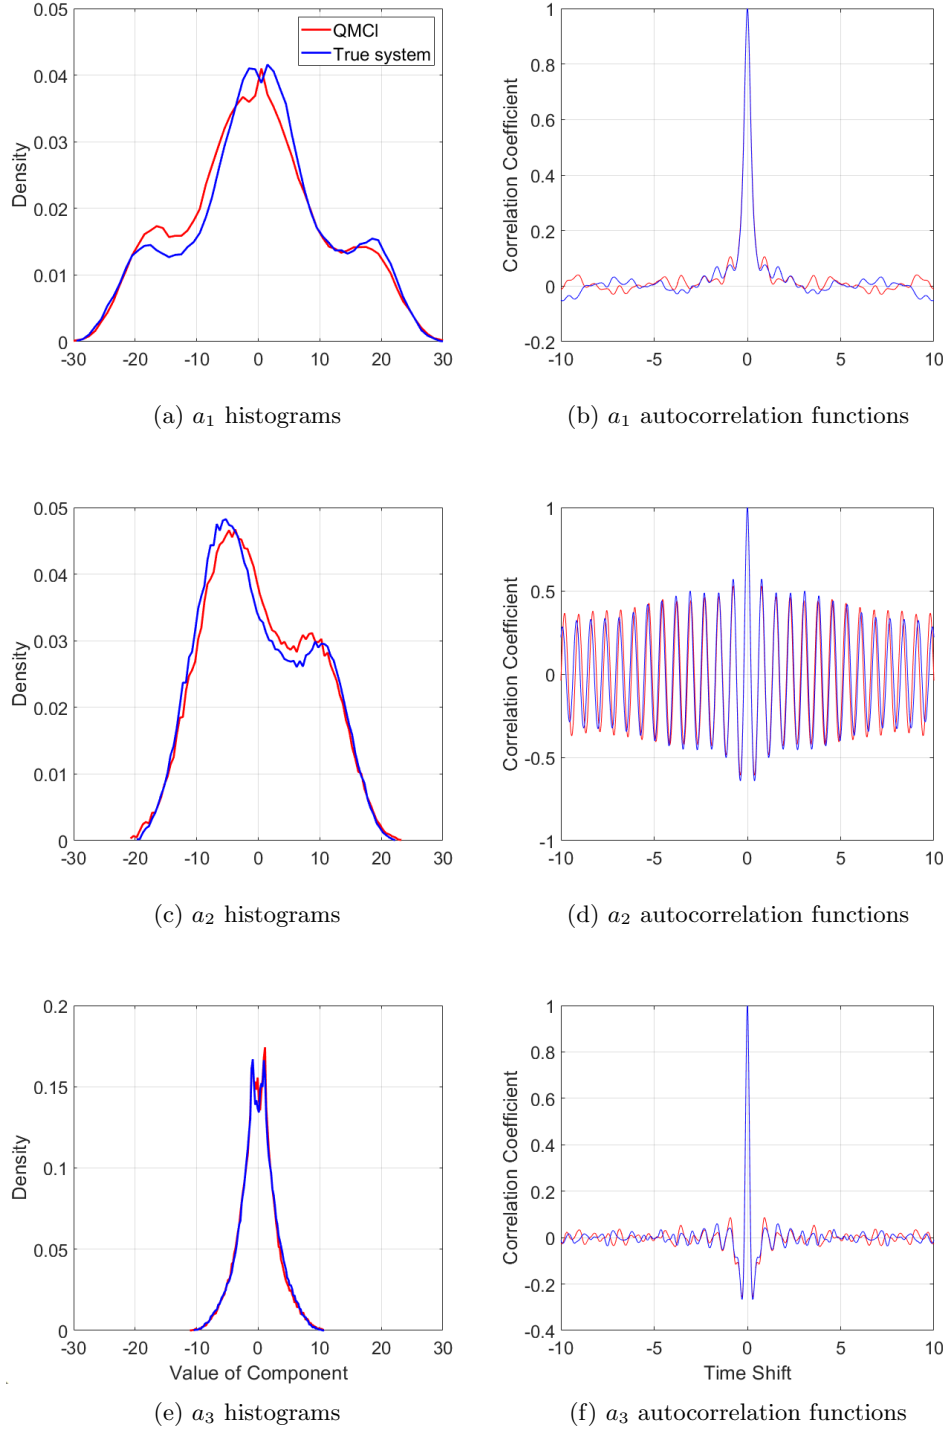 0.05
0.04
0.03
0.02
0.01
0
-30 -20 -10 0 10 20 30
Density
QMCl
True system
1
0.8
0.6
0.4
0.2
0
-0.2
-10 -5 0 5 10
Correlation Coefficient
(a) a₁ histograms
(b) a₁ autocorrelation functions
0.05
0.04
0.03
0.02
0.01
0
-30 -20 -10 0 10 20 30
Density
1
0.5
0
-0.5
-1
-10 -5 0 5 10
Correlation Coefficient
(c) a₂ histograms
(d) a₂ autocorrelation functions
0.2
0.15
0.1
0.05
0
-30 -20 -10 0 10 20 30
Density
Value of Component
1
0.8
0.6
0.4
0.2
0
-0.2
-0.4
-10 -5 0 5 10
Correlation Coefficient
Time Shift
(e) a₃ histograms
(f) a₃ autocorrelation functions